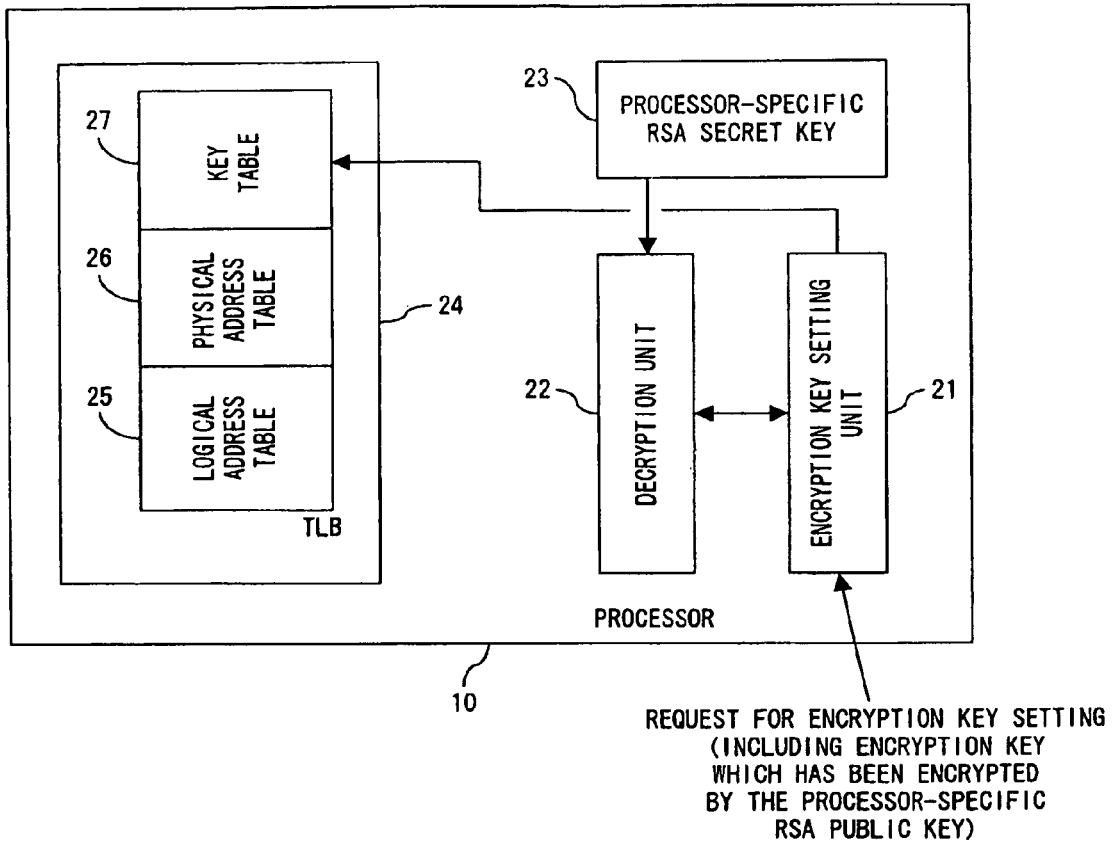 23
PROCESSOR-SPECIFIC
RSA SECRET KEY
27
KEY
TABLE
26
PHYSICAL
ADDRESS
TABLE
24
25
LOGICAL
ADDRESS
TABLE
TLB
22
DECRYPTION UNIT
ENCRYPTION KEY SETTING
UNIT
21
PROCESSOR
10
REQUEST FOR ENCRYPTION KEY SETTING
(INCLUDING ENCRYPTION KEY
WHICH HAS BEEN ENCRYPTED
BY THE PROCESSOR-SPECIFIC
RSA PUBLIC KEY)